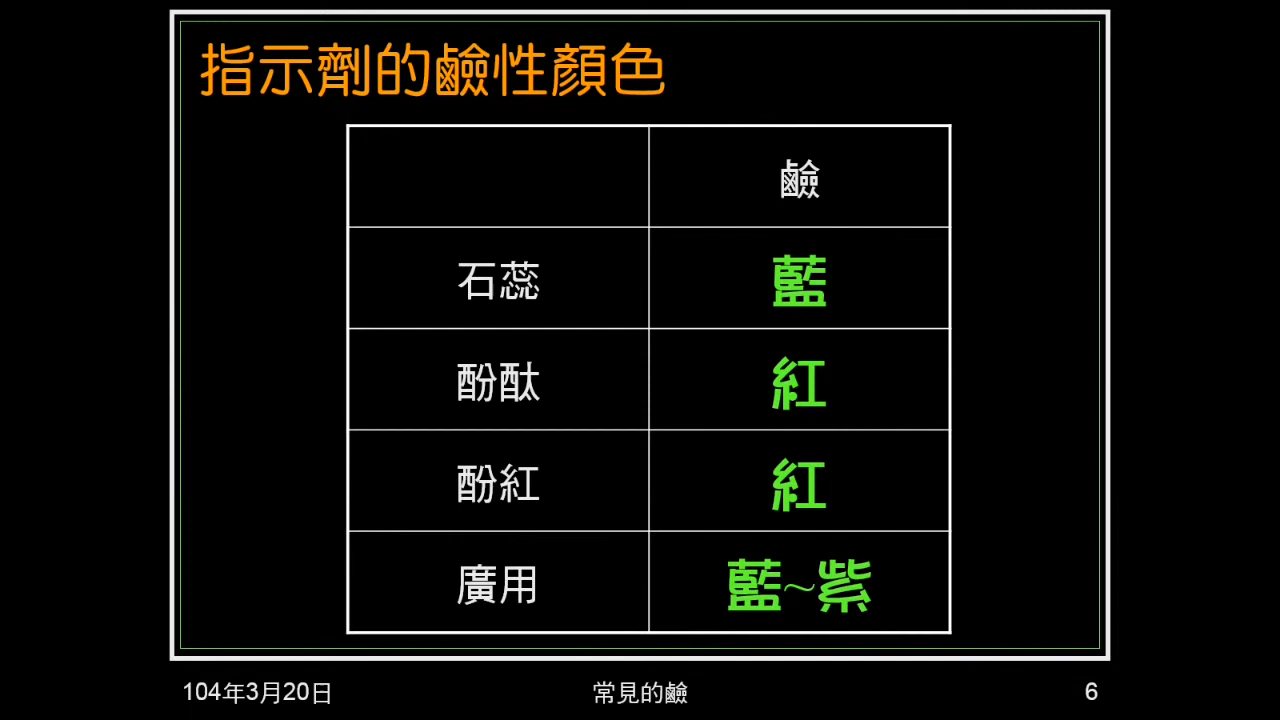 指示劑的鹼性顏色
鹼
石蕊 藍
酚酞 紅
酚紅 紅
廣用 藍~紫
104年3月20日 常見的鹼 6